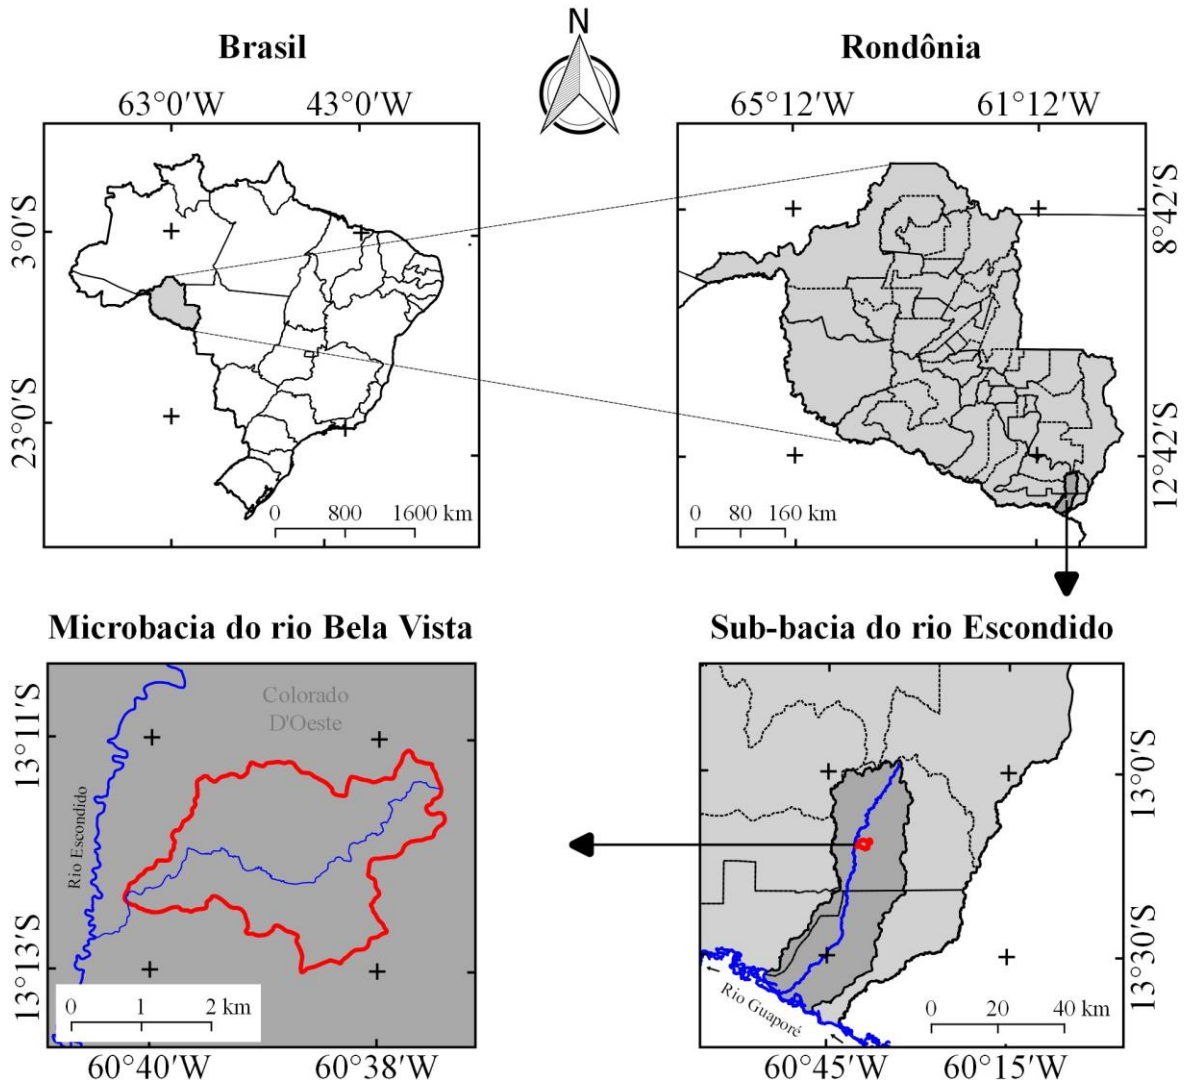 N
Brasil
63°0'W 43°0'W
3°0'S
23°0'S
0 800 1600 km
Rondônia
65°12'W 61°12'W
8°42'S
12°42'S
0 80 160 km
Microbacia do rio Bela Vista
Colorado
D'Oeste
13°11'S
Rio Escondido
13°13'S
0 1 2 km
60°40'W 60°38'W
Sub-bacia do rio Escondido
13°0'S
13°30'S
Rio Guaporé
0 20 40 km
60°45'W 60°15'W